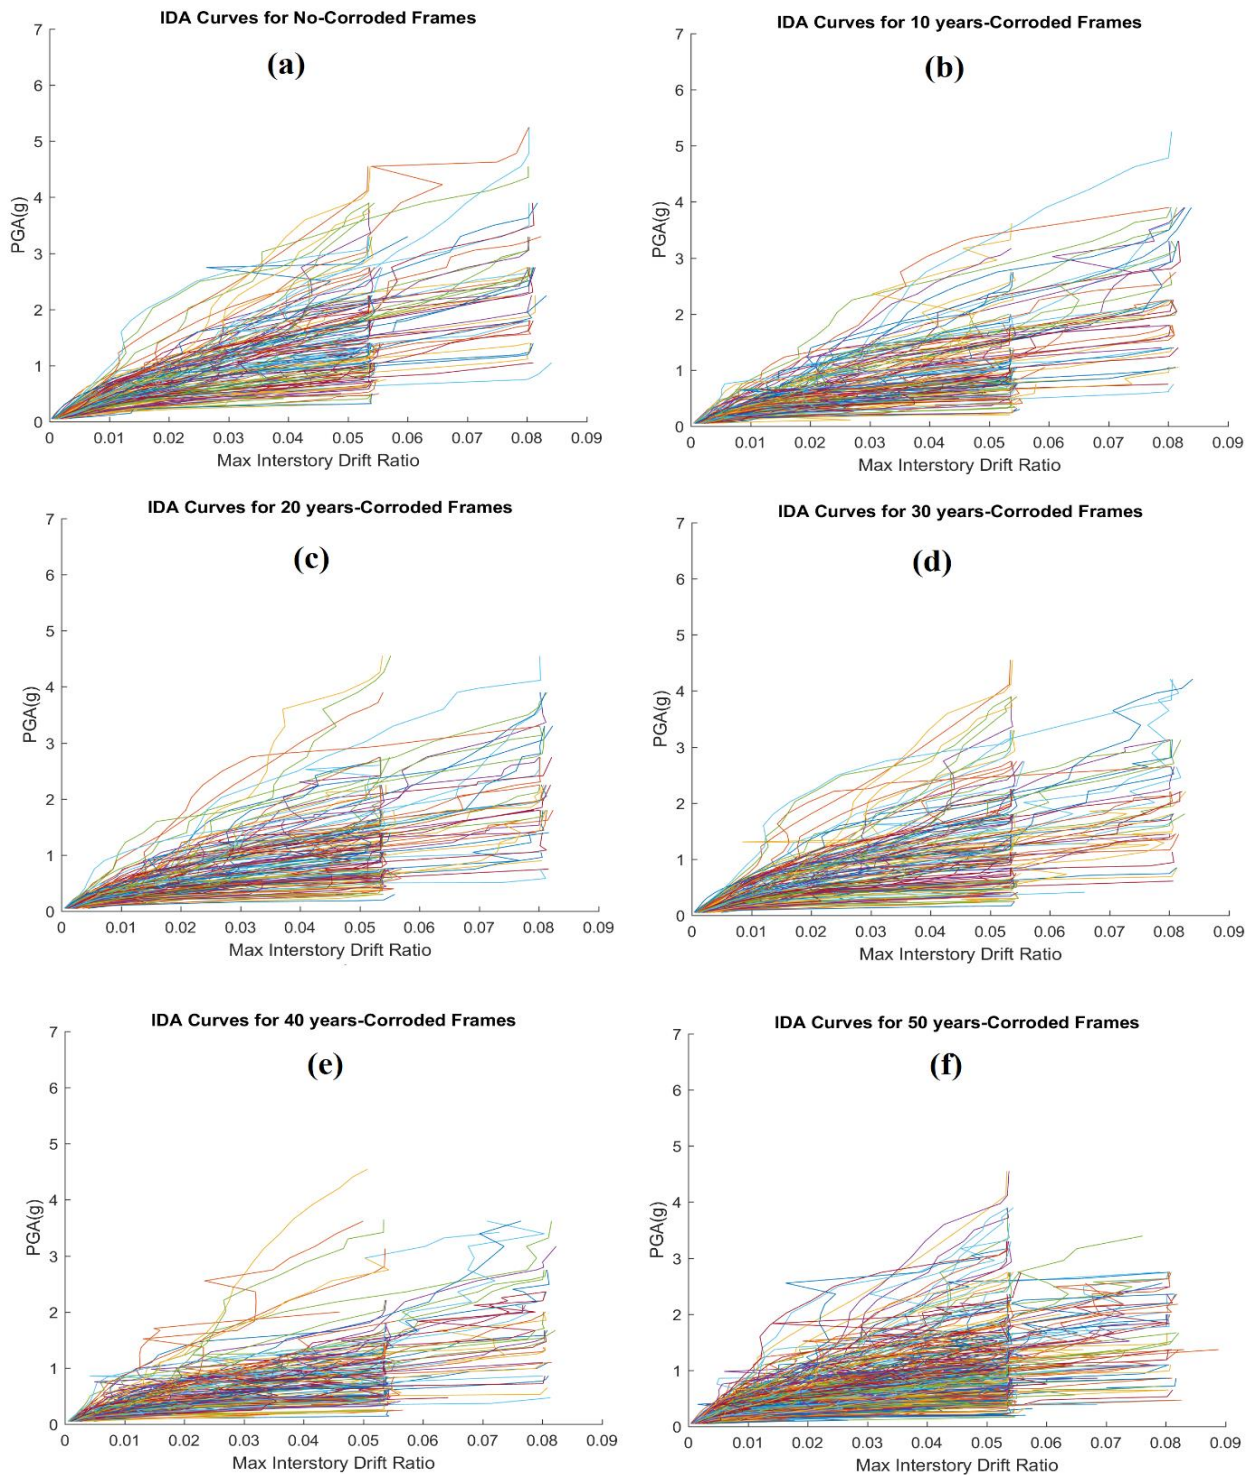 IDA Curves for No-Corroded Frames
(a)
7
6
5
4
3
2
1
0
PGA(g)
0 0.01 0.02 0.03 0.04 0.05 0.06 0.07 0.08 0.09
Max Interstory Drift Ratio
IDA Curves for 10 years-Corroded Frames
(b)
7
6
5
4
3
2
1
0
PGA(g)
0 0.01 0.02 0.03 0.04 0.05 0.06 0.07 0.08 0.09
Max Interstory Drift Ratio
IDA Curves for 20 years-Corroded Frames
(c)
7
6
5
4
3
2
1
0
PGA(g)
0 0.01 0.02 0.03 0.04 0.05 0.06 0.07 0.08 0.09
Max Interstory Drift Ratio
IDA Curves for 30 years-Corroded Frames
(d)
7
6
5
4
3
2
1
0
PGA(g)
0 0.01 0.02 0.03 0.04 0.05 0.06 0.07 0.08 0.09
Max Interstory Drift Ratio
IDA Curves for 40 years-Corroded Frames
(e)
7
6
5
4
3
2
1
0
PGA(g)
0 0.01 0.02 0.03 0.04 0.05 0.06 0.07 0.08 0.09
Max Interstory Drift Ratio
IDA Curves for 50 years-Corroded Frames
(f)
7
6
5
4
3
2
1
0
PGA(g)
0 0.01 0.02 0.03 0.04 0.05 0.06 0.07 0.08 0.09
Max Interstory Drift Ratio